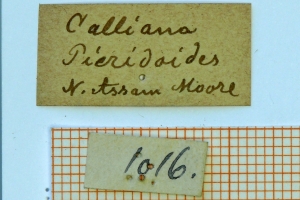 Calliana
Pieridoides
N. Assam Moore
1016.